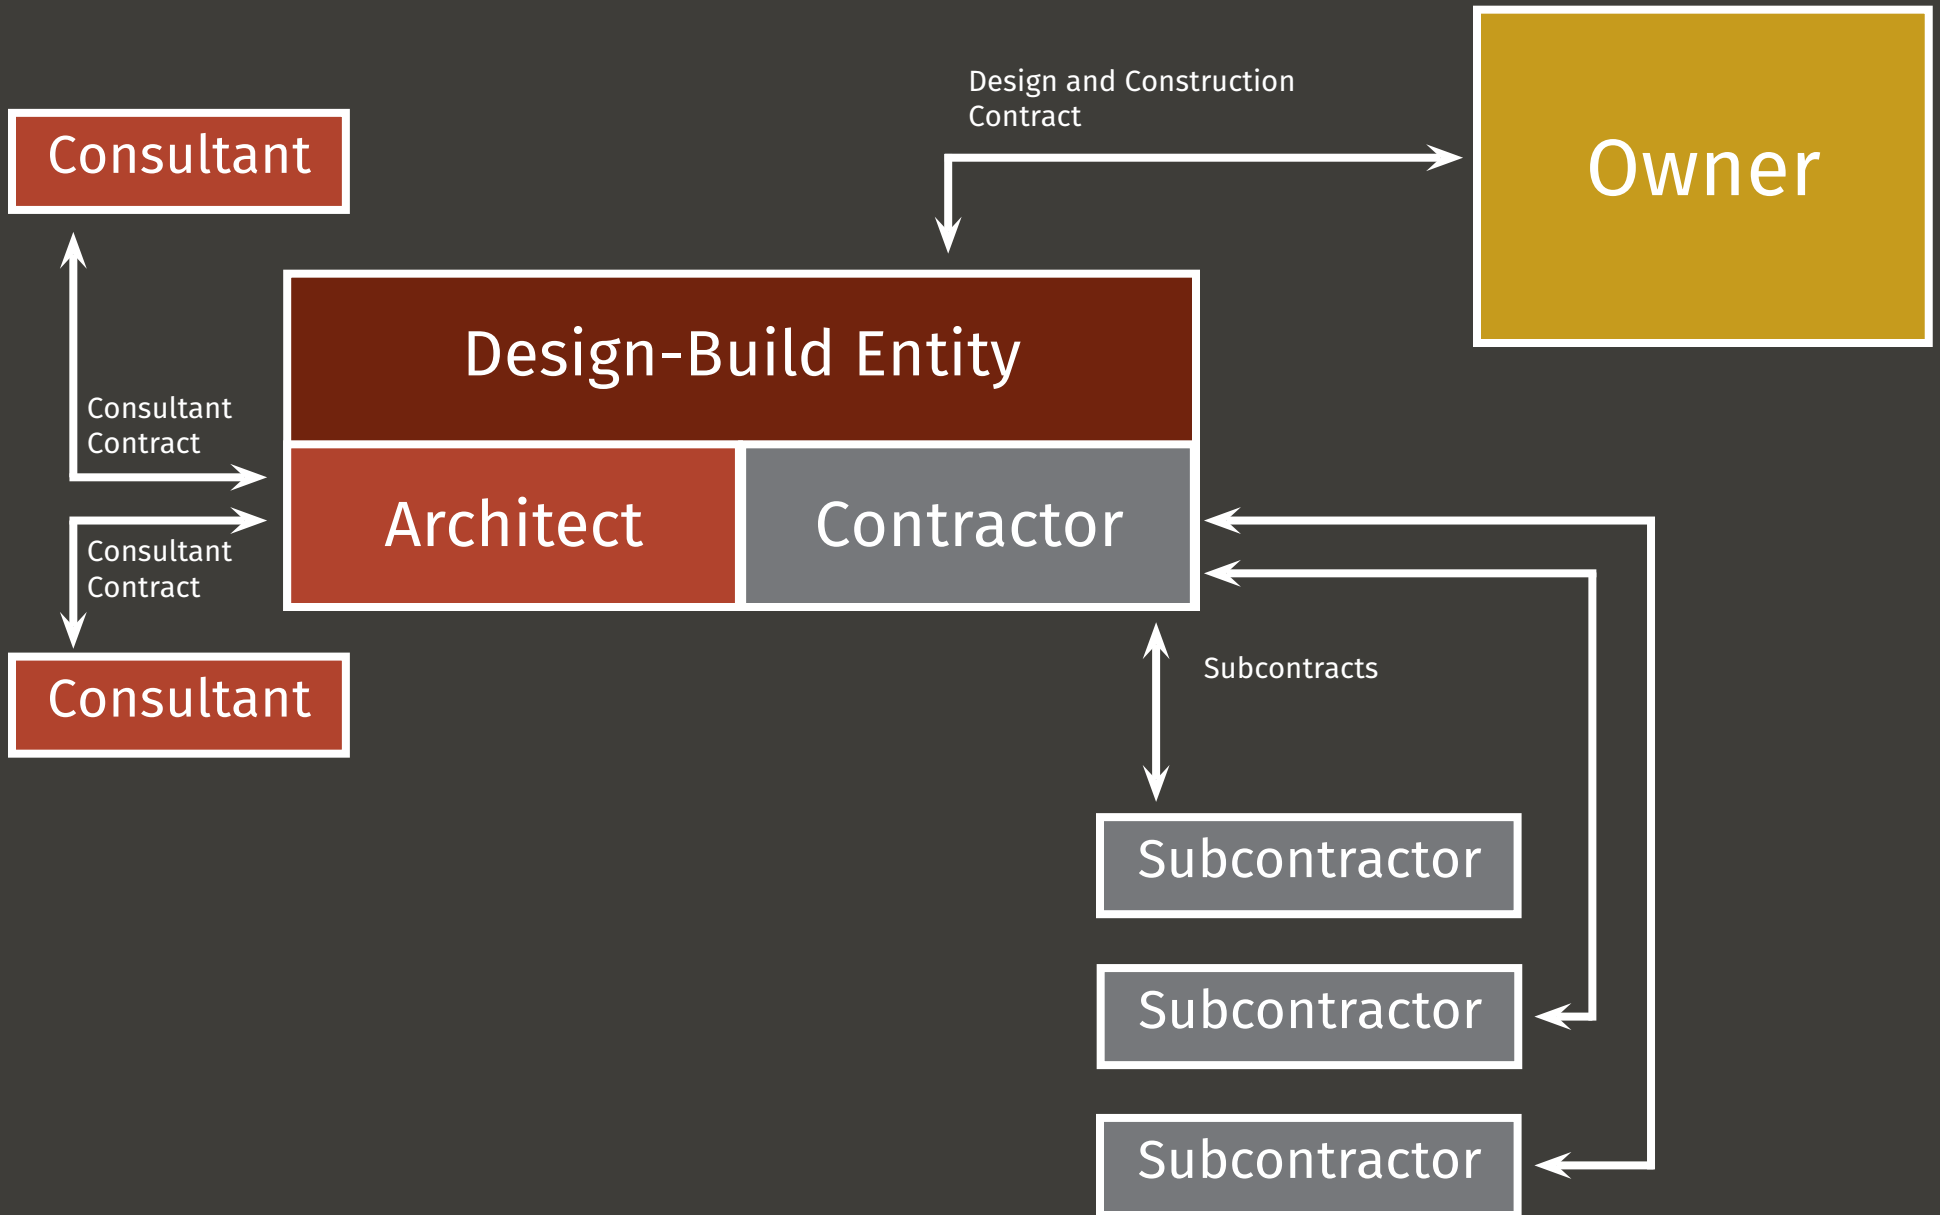 Design and Construction
Contract
Owner
Consultant
Design-Build Entity
Consultant
Contract
Architect
Contractor
Consultant
Contract
Consultant
Subcontracts
Subcontractor
Subcontractor
Subcontractor